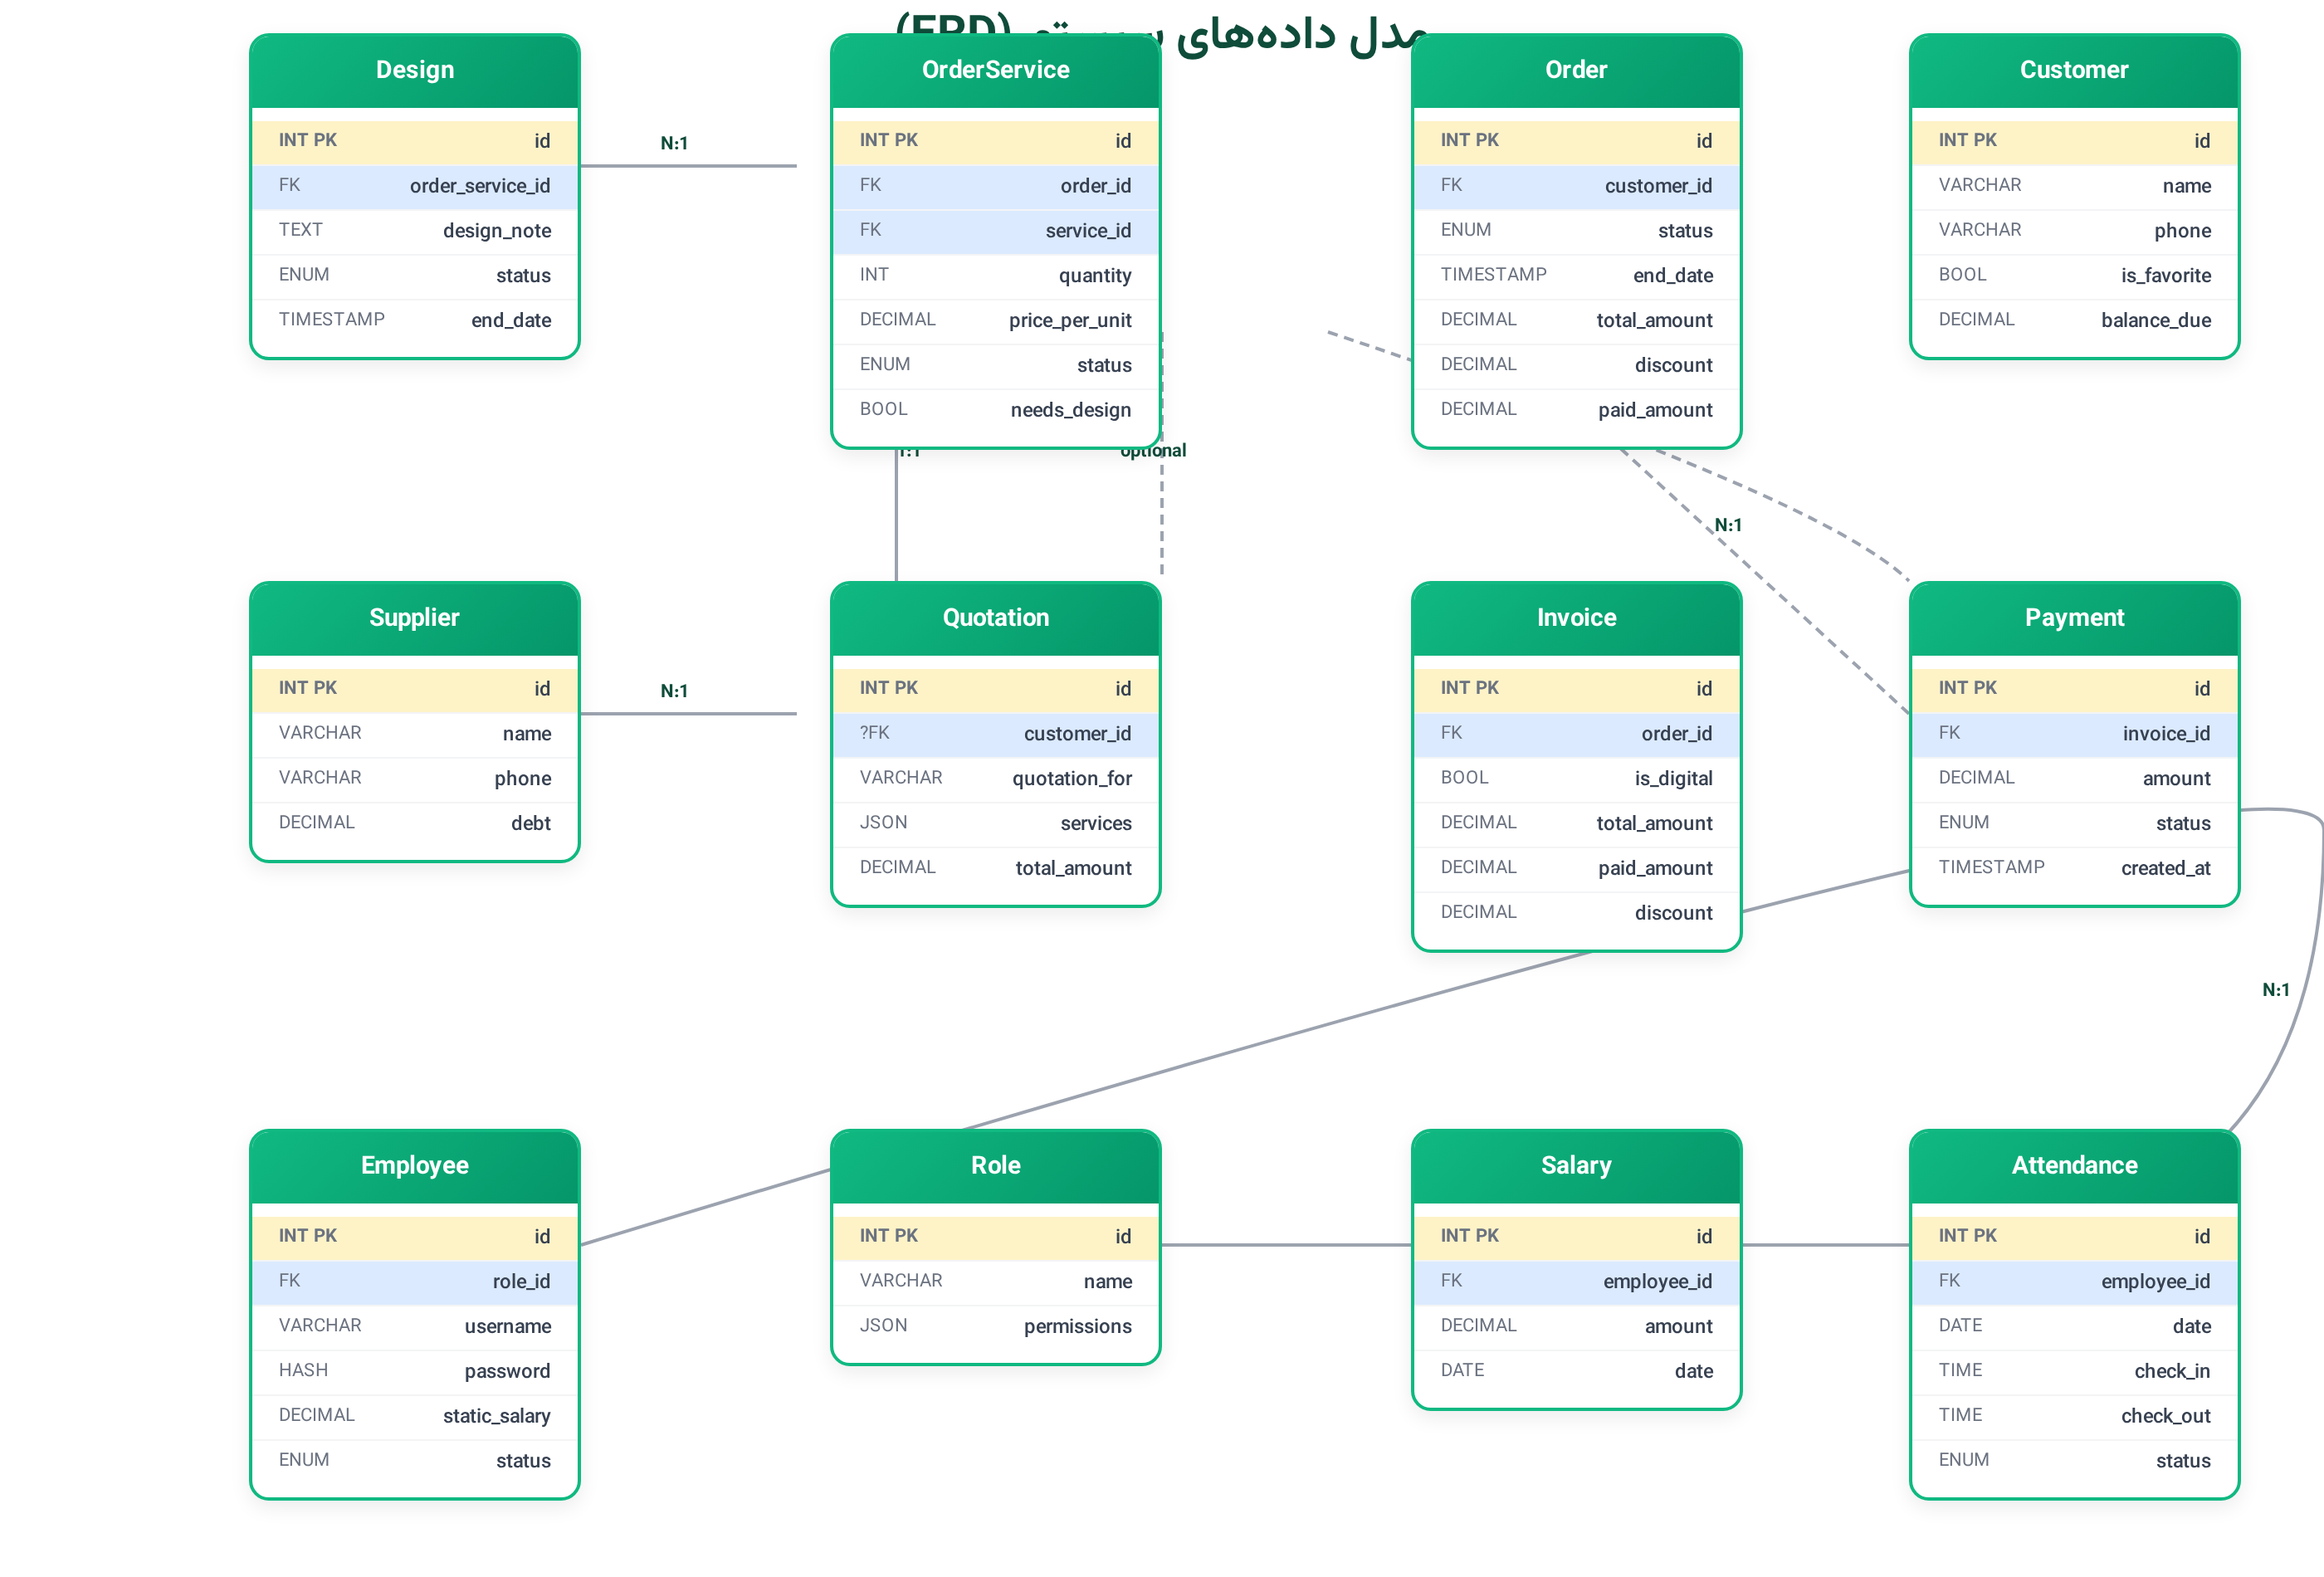 مدل داده‌های
Design
INT PK id
FK order_service_id
TEXT design_note
ENUM status
TIMESTAMP end_date
N:1
OrderService
INT PK id
FK order_id
FK service_id
INT quantity
DECIMAL price_per_unit
ENUM status
BOOL needs_design
optional
Order
INT PK id
FK customer_id
ENUM status
TIMESTAMP end_date
DECIMAL total_amount
DECIMAL discount
DECIMAL paid_amount
N:1
Customer
INT PK id
VARCHAR name
VARCHAR phone
BOOL is_favorite
DECIMAL balance_due
Supplier
INT PK id
VARCHAR name
VARCHAR phone
DECIMAL debt
N:1
Quotation
INT PK id
?FK customer_id
VARCHAR quotation_for
JSON services
DECIMAL total_amount
Invoice
INT PK id
FK order_id
BOOL is_digital
DECIMAL total_amount
DECIMAL paid_amount
DECIMAL discount
Payment
INT PK id
FK invoice_id
DECIMAL amount
ENUM status
TIMESTAMP created_at
N:1
Employee
INT PK id
FK role_id
VARCHAR username
HASH password
DECIMAL static_salary
ENUM status
Role
INT PK id
VARCHAR name
JSON permissions
Salary
INT PK id
FK employee_id
DECIMAL amount
DATE date
Attendance
INT PK id
FK employee_id
DATE date
TIME check_in
TIME check_out
ENUM status